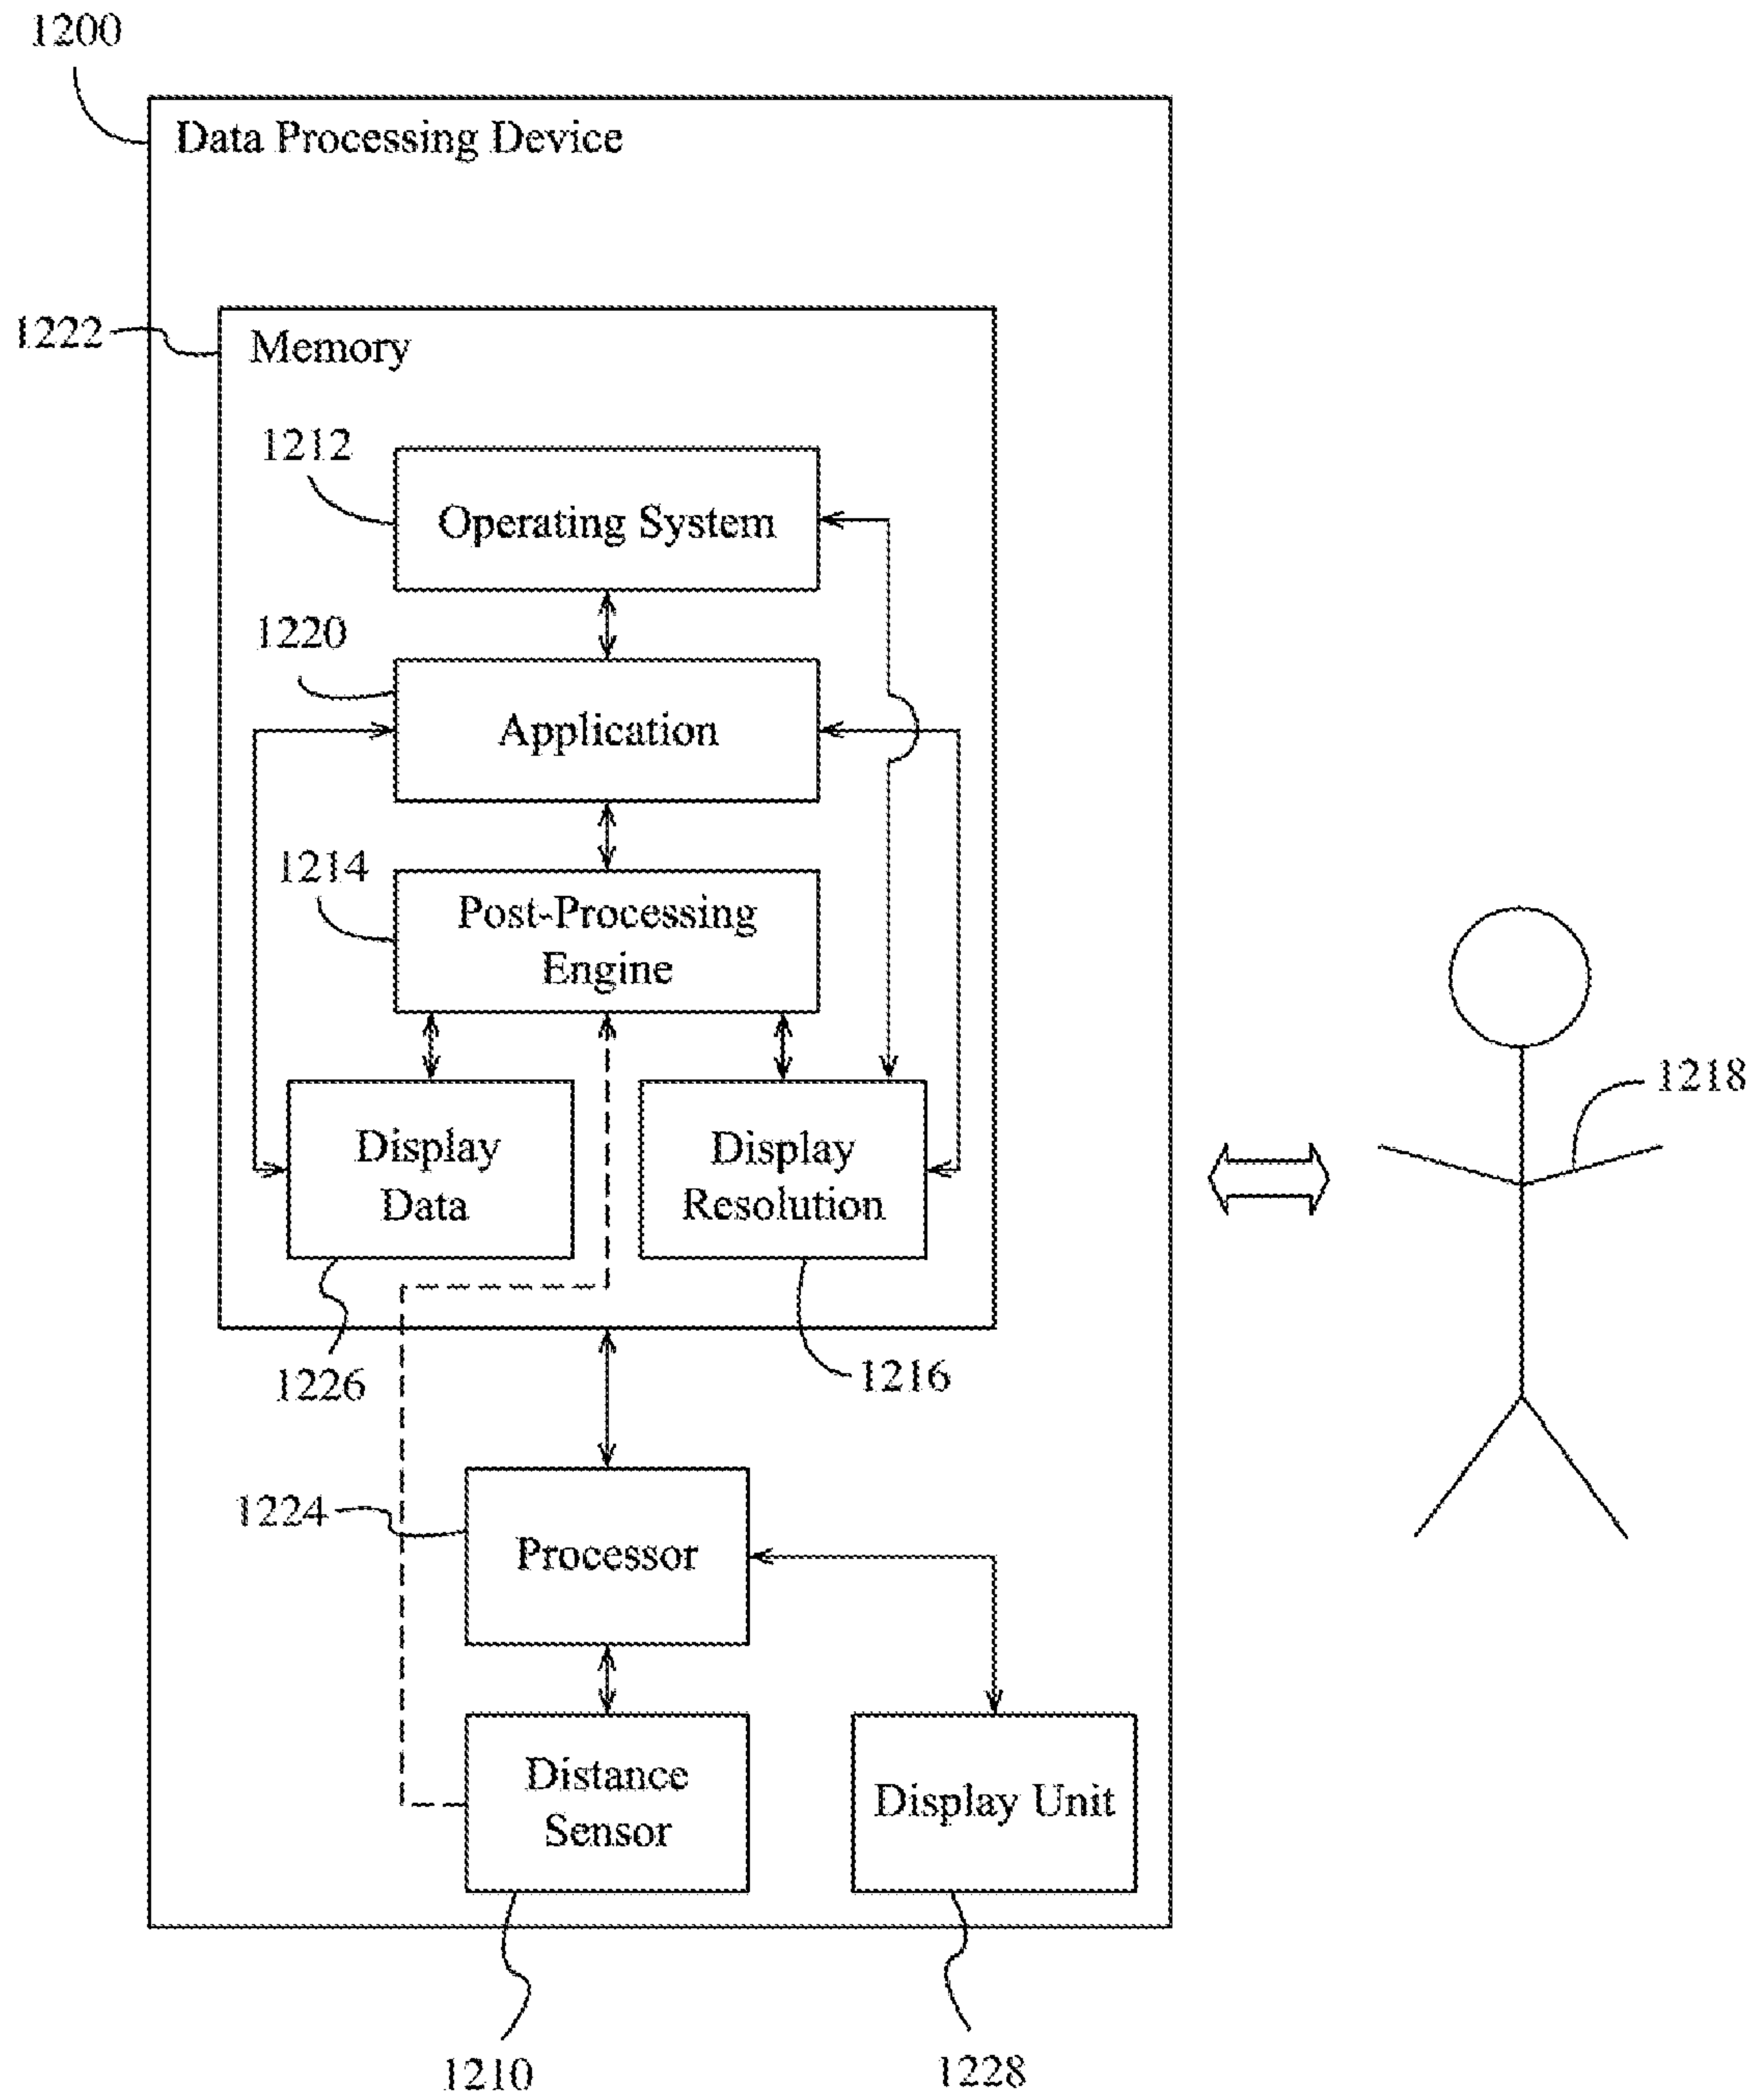 1200
Data Processing Device
1222
Memory
1212
Operating System
1220
Application
1214
Post-Processing
Engine
1218
Display
Data
Display
Resolution
1226
1216
1224
Processor
Distance
Sensor
Display Unit
1210
1228